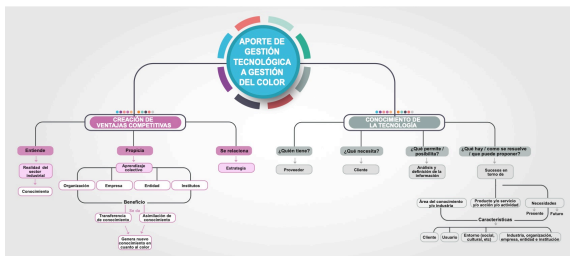 APORTE DE
GESTIÓN
TECNOLÓGICA
A GESTIÓN
DEL COLOR
CREACIÓN DE
VENTAJAS COMPETITIVAS
CONOCIMIENTO DE
LA TECNOLOGÍA
Entiende
Propicia
Se relaciona
¿Quién tiene?
¿Qué necesita?
¿Qué permite /
posibilita?
¿Qué hay / como se resuelve
/ que puede proponer?
Realidad del
sector
industrial
Aprendizaje
colectivo
Estrategia
Proveedor
Cliente
Análisis y
definición de la
información
Sucesos en
forma de
Conocimiento
Organización
Empresa
Entidad
Institutos
Beneficio
Transferencia
de conocimiento
Asimilación de
conocimiento
Genera nuevo
conocimiento en
cuanto al color
Área del conocimiento
y/o industria
Producto y/o servicio
y/o acción y/o actividad
Necesidades
Presente
Futuro
Características
Cliente
Usuario
Entorno (social,
cultural, etc)
Industria, organización,
empresa, entidad e institución